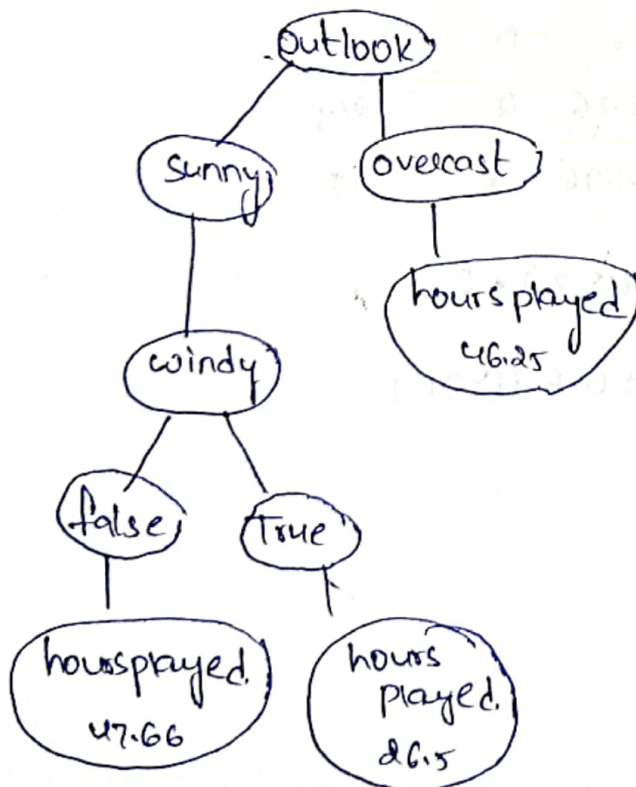 outlook
sunny
overcast
hours played
46.25
windy
false
True
hoursplayed.
47.66
hours
played.
26.5